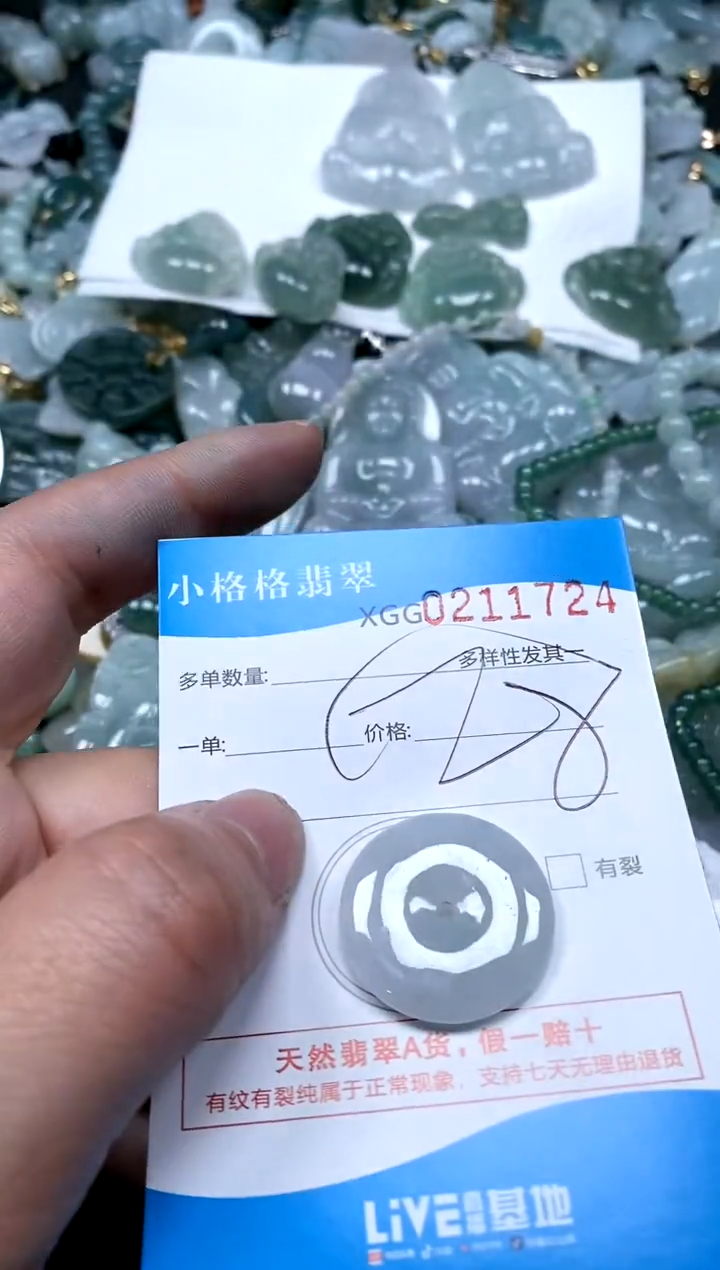 小格格翡翠
XGG0211724
多单数量: 多样性发其一
一单: 价格:
有裂
天然翡翠A货，假一赔十
有纹有裂纯属于正常现象，支持七天无理由退货
LiVE直播基地